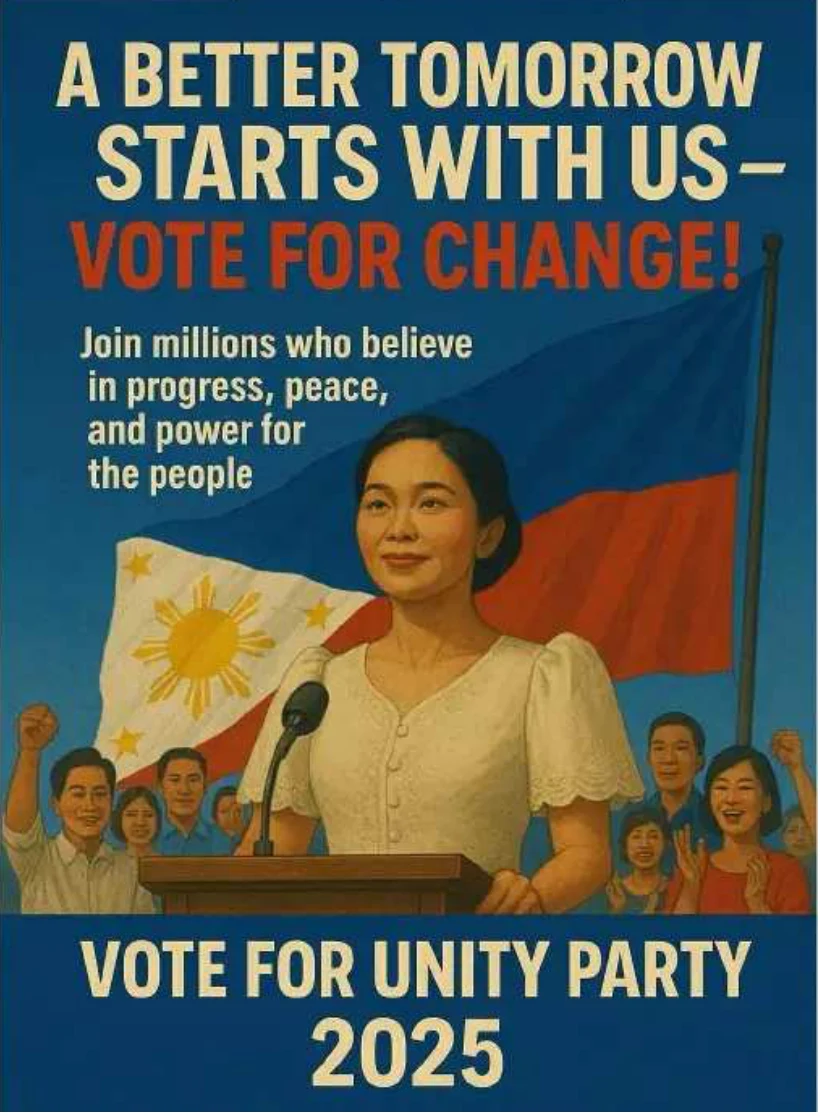 A BETTER TOMORROW
STARTS WITH US–
VOTE FOR CHANGE!
Join millions who believe
in progress, peace,
and power for
the people
VOTE FOR UNITY PARTY
2025